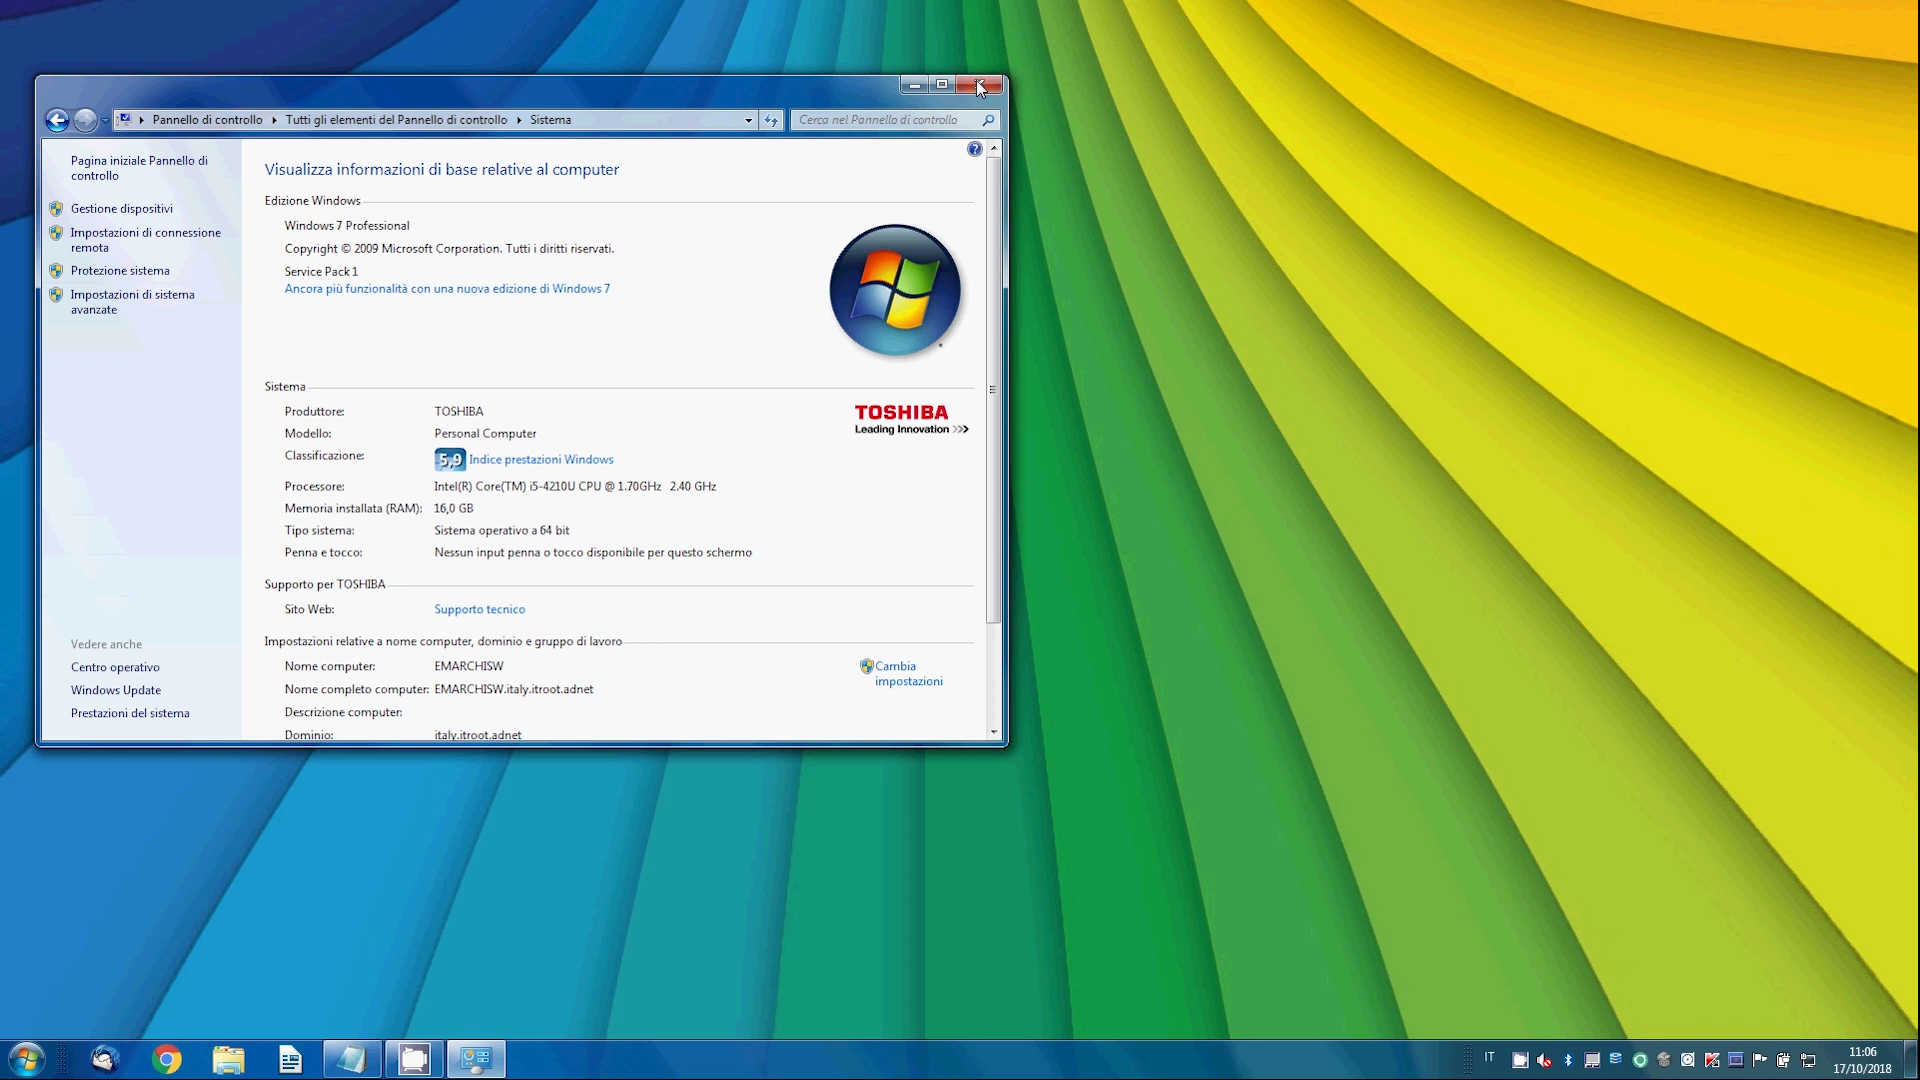 Pannello di controllo
Tutti gli elementi del Pannello di controllo
Sistema
Cerca nel Pannello di controllo
Pagina iniziale Pannello di
controllo
Gestione dispositivi
Impostazioni di connessione
remota
Protezione sistema
Impostazioni di sistema
avanzate
Vedere anche
Centro operativo
Windows Update
Prestazioni del sistema
Visualizza informazioni di base relative al computer
Edizione Windows
Windows 7 Professional
Copyright © 2009 Microsoft Corporation. Tutti i diritti riservati.
Service Pack 1
Ancora più funzionalità con una nuova edizione di Windows 7
Sistema
Produttore: TOSHIBA
Modello: Personal Computer
Classificazione: 5,9 Indice prestazioni Windows
Processore: Intel(R) Core(TM) i5-4210U CPU @ 1.70GHz 2.40 GHz
Memoria installata (RAM): 16,0 GB
Tipo sistema: Sistema operativo a 64 bit
Penna e tocco: Nessun input penna o tocco disponibile per questo schermo
TOSHIBA
Leading Innovation >>>
Supporto per TOSHIBA
Sito Web: Supporto tecnico
Impostazioni relative a nome computer, dominio e gruppo di lavoro
Nome computer: EMARCHISW
Nome completo computer: EMARCHISW.italy.itroot.adnet
Descrizione computer:
Dominio: italy.itroot.adnet
Cambia
impostazioni
IT
11:06
17/10/2018